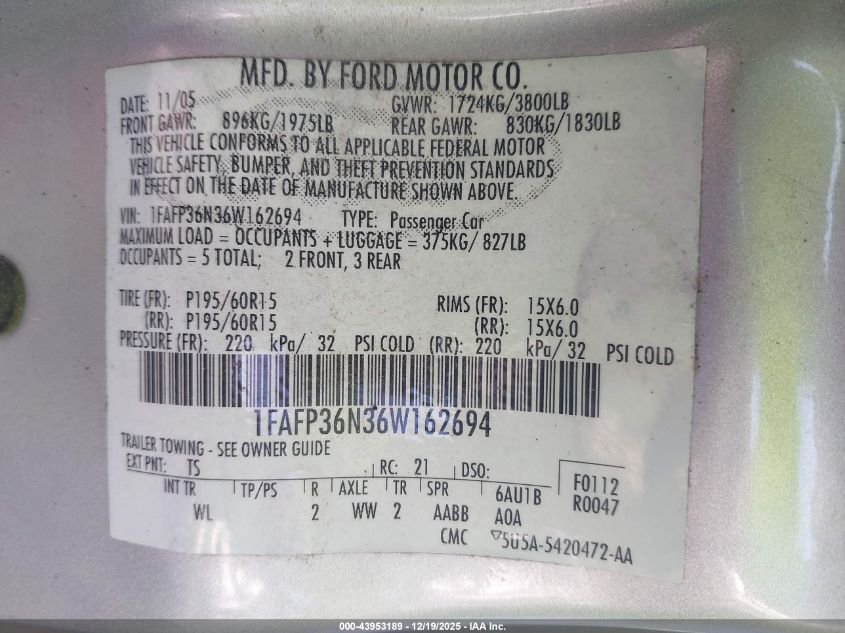 MFD. BY FORD MOTOR CO.
DATE: 11/05 GVWR: 1724KG/3800LB
FRONT GAWR: 896KG/1975LB REAR GAWR: 830KG/1830LB
THIS VEHICLE CONFORMS TO ALL APPLICABLE FEDERAL MOTOR
VEHICLE SAFETY, BUMPER, AND THEFT PREVENTION STANDARDS
IN EFFECT ON THE DATE OF MANUFACTURE SHOWN ABOVE.
VIN: 1FAFP36N36W162694 TYPE: Passenger Car
MAXIMUM LOAD = OCCUPANTS + LUGGAGE = 375KG/ 827LB
OCCUPANTS = 5 TOTAL; 2 FRONT, 3 REAR
TIRE (FR): P195/60R15 RIMS (FR): 15X6.0
(RR): P195/60R15 (RR): 15X6.0
PRESSURE (FR): 220 kPa/ 32 PSI COLD (RR): 220 kPa/ 32 PSI COLD
1FAFP36N36W162694
TRAILER TOWING - SEE OWNER GUIDE
EXT PNT: TS RC: 21 DSO: F0112
INT TR TP/PS R AXLE TR SPR 6AU1B R0047
WL 2 WW 2 AABB AOA
CMC 5U5A-5420472-AA
000-43953189 - 12/19/2025 - IAA Inc.